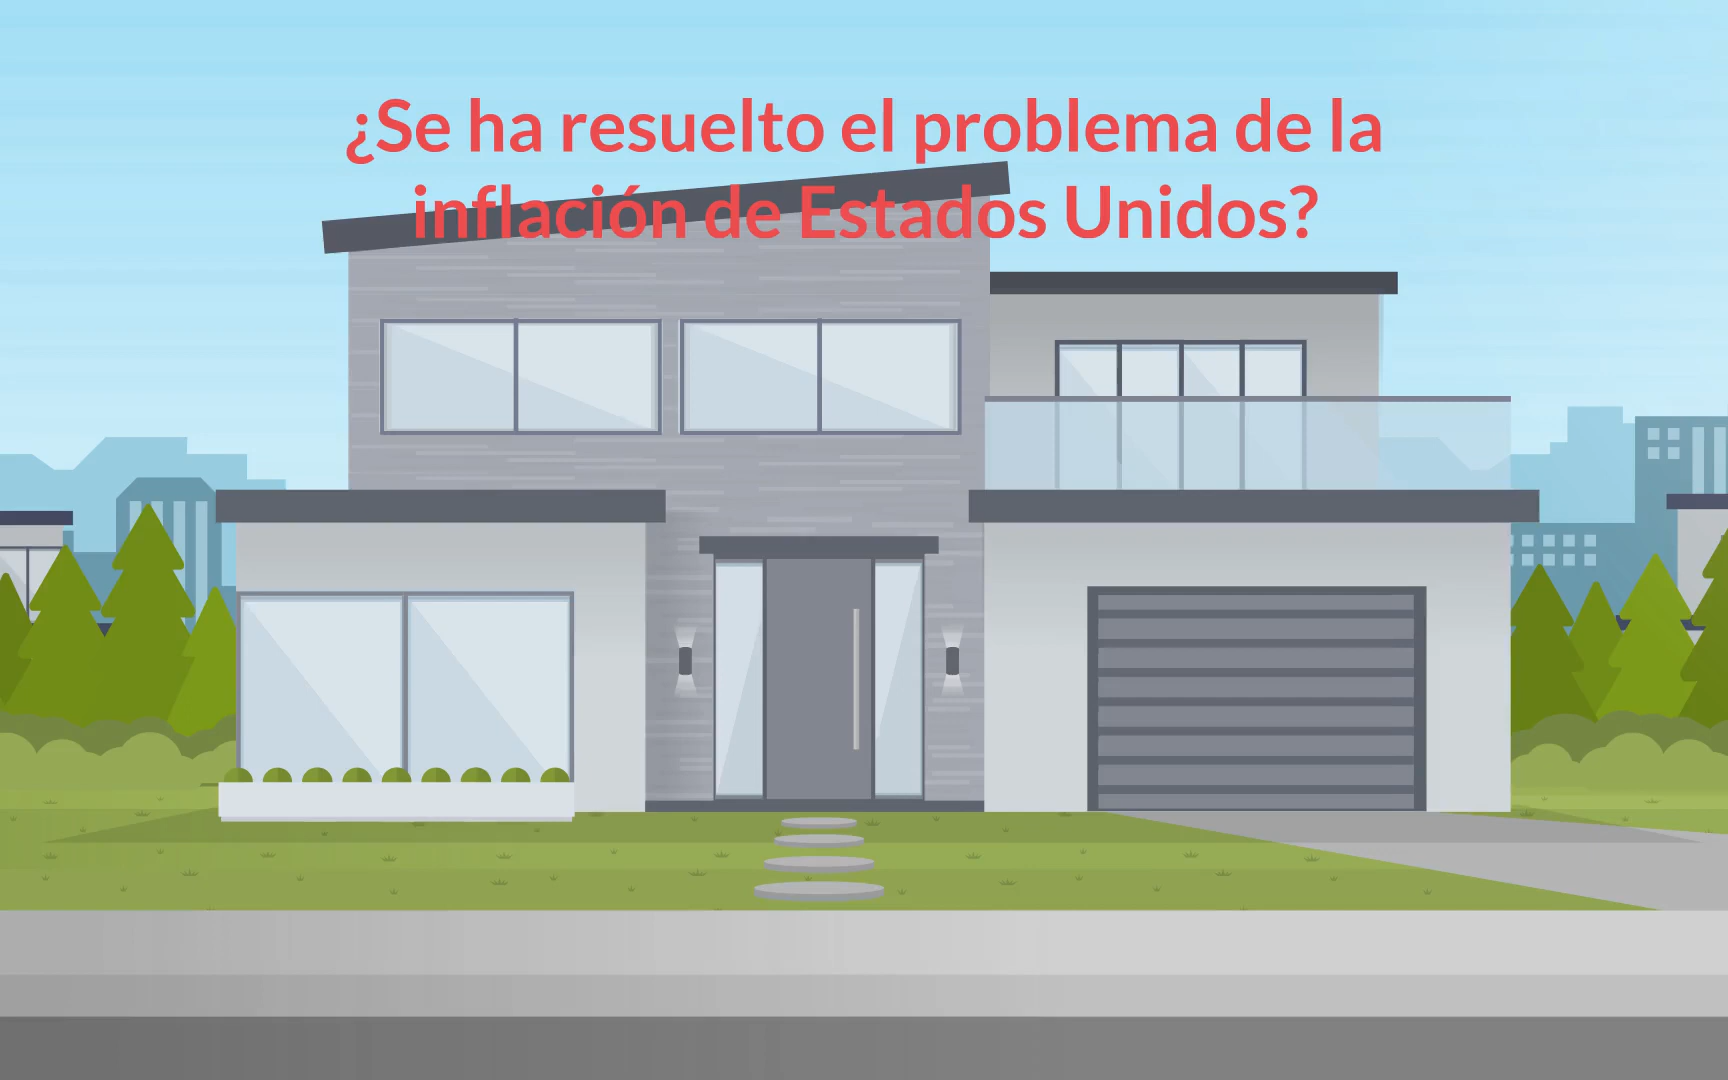 ¿Se ha resuelto el problema de la
inflación de Estados Unidos?